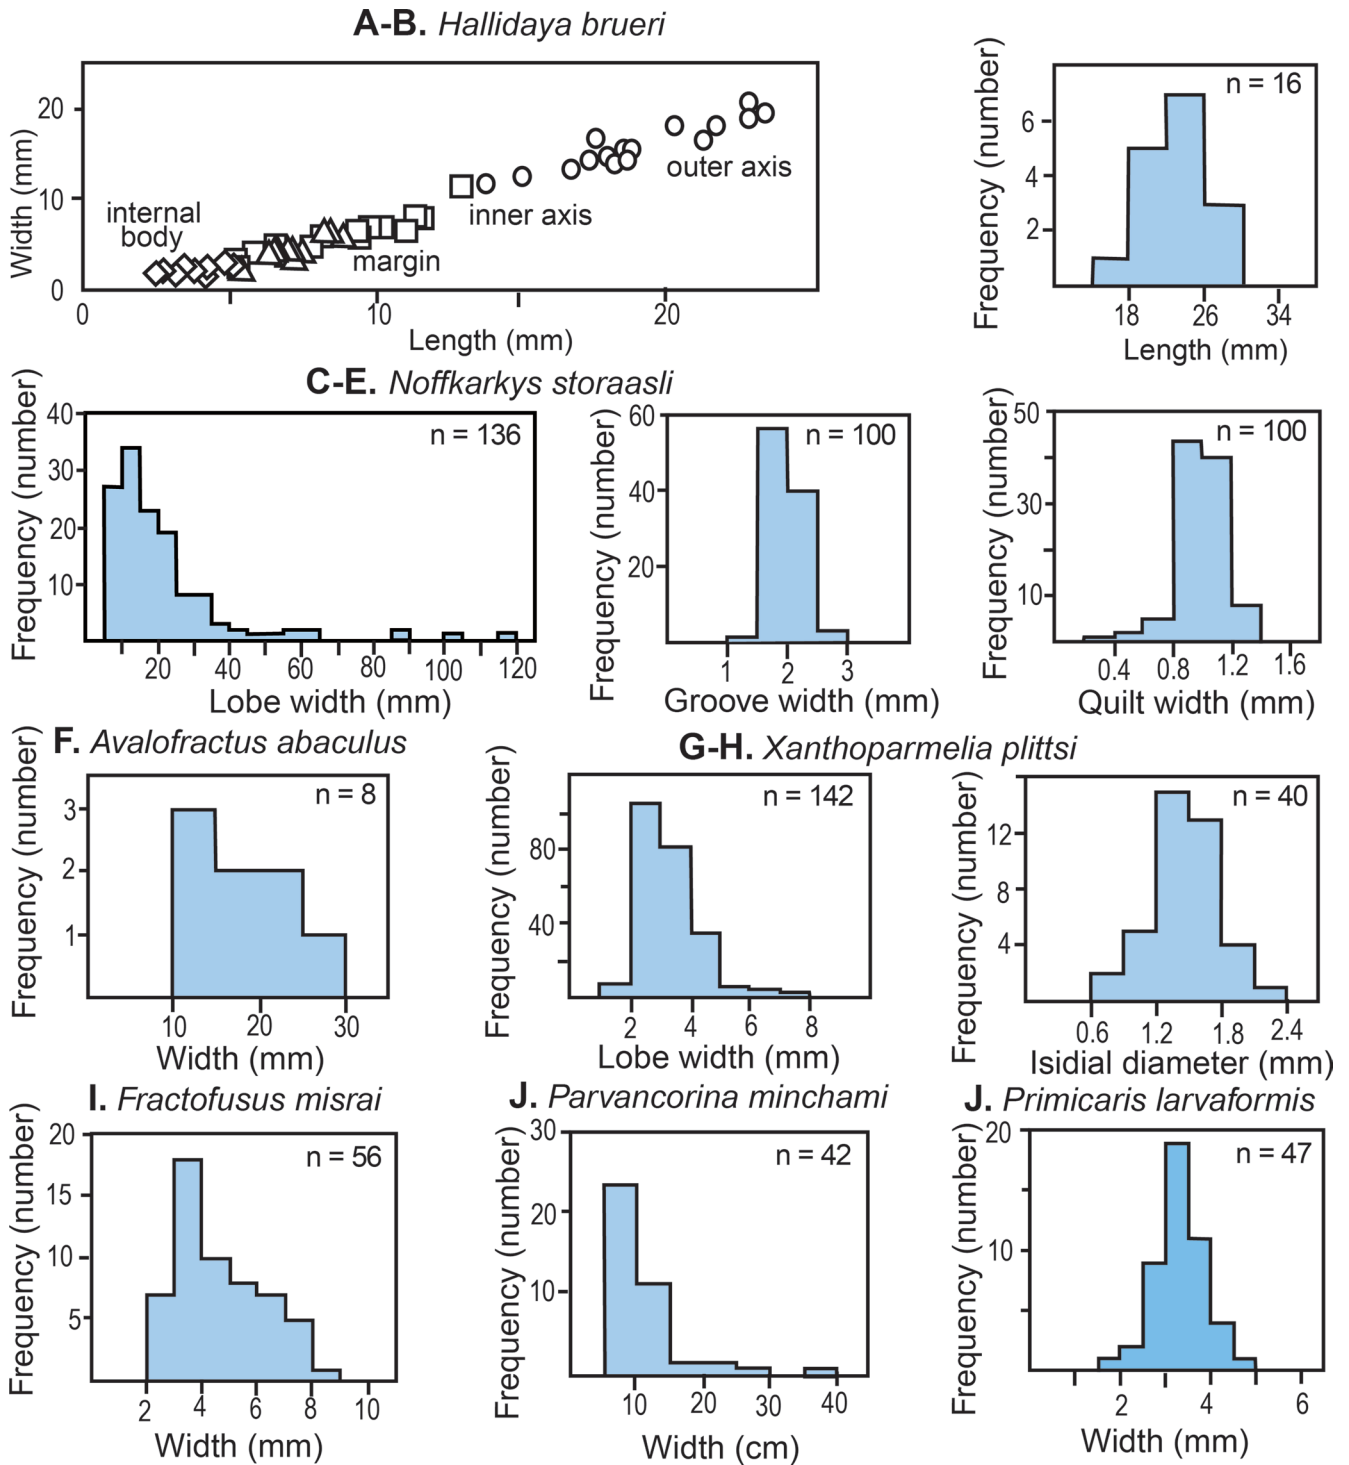 A-B. Hallidaya brueri
Width (mm)
20
10
0
internal
body
margin
inner axis
outer axis
0
10
20
Length (mm)
Frequency (number)
6
4
2
n = 16
18
26
34
Length (mm)
C-E. Noffkarkys storaasli
Frequency (number)
40
30
20
10
n = 136
20
40
60
80
100
120
Lobe width (mm)
Frequency (number)
60
40
20
n = 100
1
2
3
Groove width (mm)
Frequency (number)
50
30
10
n = 100
0.4
0.8
1.2
1.6
Quilt width (mm)
F. Avalofractus abaculus
Frequency (number)
3
2
1
n = 8
10
20
30
Width (mm)
G-H. Xanthoparmelia plittsi
Frequency (number)
80
40
n = 142
2
4
6
8
Lobe width (mm)
Frequency (number)
12
8
4
n = 40
0.6
1.2
1.8
2.4
Isidial diameter (mm)
I. Fractofusus misrai
Frequency (number)
20
15
10
5
n = 56
2
4
6
8
10
Width (mm)
J. Parvancorina minchami
Frequency (number)
30
20
10
n = 42
10
20
30
40
Width (cm)
J. Primicaris larvaformis
Frequency (number)
20
10
n = 47
2
4
6
Width (mm)